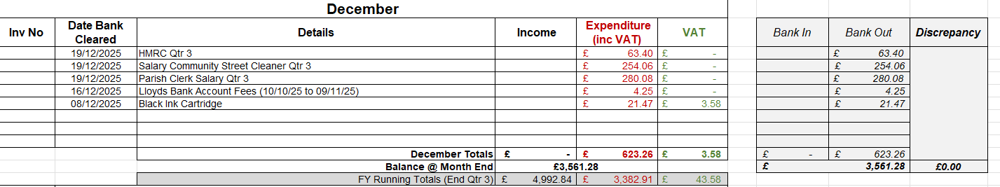 December
Inv No Date Bank Cleared Details Income Expenditure (inc VAT) VAT Bank In Bank Out Discrepancy
19/12/2025 HMRC Qtr 3 £ 63.40 £ - £ 63.40
19/12/2025 Salary Community Street Cleaner Qtr 3 £ 254.06 £ - £ 254.06
19/12/2025 Parish Clerk Salary Qtr 3 £ 280.08 £ - £ 280.08
16/12/2025 Lloyds Bank Account Fees (10/10/25 to 09/11/25) £ 4.25 £ - £ 4.25
08/12/2025 Black Ink Cartridge £ 21.47 £ 3.58 £ 21.47
December Totals £ - £ 623.26 £ 3.58 £ - £ 623.26
Balance @ Month End £3,561.28 £ 3,561.28 £0.00
FY Running Totals (End Qtr 3) £ 4,992.84 £ 3,382.91 £ 43.58